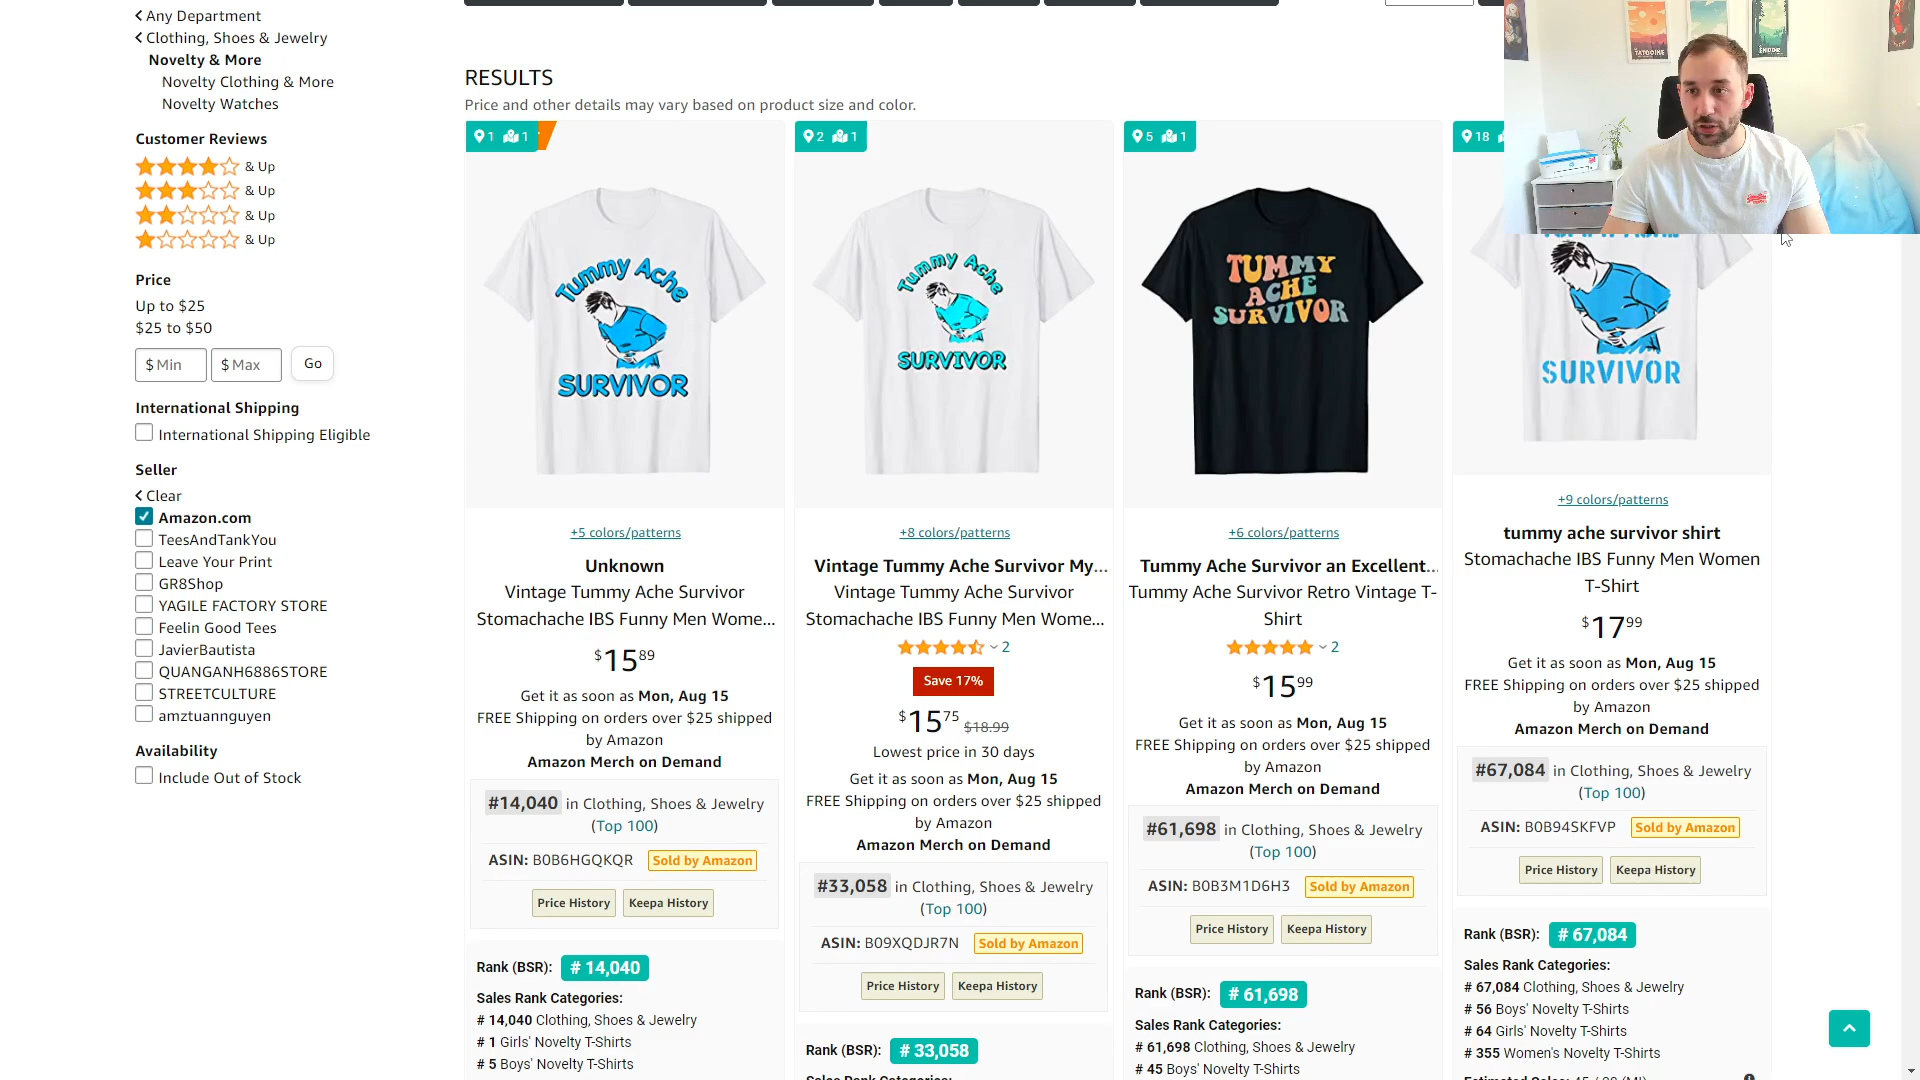 Any Department
Clothing, Shoes & Jewelry
Novelty & More
Novelty Clothing & More
Novelty Watches
Customer Reviews
& Up
& Up
& Up
& Up
Price
Up to $25
$25 to $50
$ Min
$ Max
Go
International Shipping
International Shipping Eligible
Seller
Clear
Amazon.com
TeesAndTankYou
Leave Your Print
GR8Shop
YAGILE FACTORY STORE
Feelin Good Tees
JavierBautista
QUANGANH6886STORE
STREETCULTURE
amztuannguyen
Availability
Include Out of Stock
RESULTS
Price and other details may vary based on product size and color.
1 1
Tummy Ache
SURVIVOR
+5 colors/patterns
Unknown
Vintage Tummy Ache Survivor
Stomachache IBS Funny Men Wome...
$15 89
Get it as soon as Mon, Aug 15
FREE Shipping on orders over $25 shipped
by Amazon
Amazon Merch on Demand
#14,040 in Clothing, Shoes & Jewelry
(Top 100)
ASIN: B0B6HGQKQR Sold by Amazon
Price History Keepa History
Rank (BSR): # 14,040
Sales Rank Categories:
# 14,040 Clothing, Shoes & Jewelry
# 1 Girls' Novelty T-Shirts
# 5 Boys' Novelty T-Shirts
2 1
Tummy Ache
SURVIVOR
+8 colors/patterns
Vintage Tummy Ache Survivor My...
Vintage Tummy Ache Survivor
Stomachache IBS Funny Men Wome...
2
Save 17%
$15 75 $18.99
Lowest price in 30 days
Get it as soon as Mon, Aug 15
FREE Shipping on orders over $25 shipped
by Amazon
Amazon Merch on Demand
#33,058 in Clothing, Shoes & Jewelry
(Top 100)
ASIN: B09XQDJR7N Sold by Amazon
Price History Keepa History
Rank (BSR): # 33,058
5 1
TUMMY
ACHE
SURVIVOR
+6 colors/patterns
Tummy Ache Survivor an Excellent...
Tummy Ache Survivor Retro Vintage T-
Shirt
2
$15 99
Get it as soon as Mon, Aug 15
FREE Shipping on orders over $25 shipped
by Amazon
Amazon Merch on Demand
#61,698 in Clothing, Shoes & Jewelry
(Top 100)
ASIN: B0B3M1D6H3 Sold by Amazon
Price History Keepa History
Rank (BSR): # 61,698
Sales Rank Categories:
# 61,698 Clothing, Shoes & Jewelry
# 45 Boys' Novelty T-Shirts
18
SURVIVOR
+9 colors/patterns
tummy ache survivor shirt
Stomachache IBS Funny Men Women
T-Shirt
$17 99
Get it as soon as Mon, Aug 15
FREE Shipping on orders over $25 shipped
by Amazon
Amazon Merch on Demand
#67,084 in Clothing, Shoes & Jewelry
(Top 100)
ASIN: B0B94SKFVP Sold by Amazon
Price History Keepa History
Rank (BSR): # 67,084
Sales Rank Categories:
# 67,084 Clothing, Shoes & Jewelry
# 56 Boys' Novelty T-Shirts
# 64 Girls' Novelty T-Shirts
# 355 Women's Novelty T-Shirts
TATOOINE
ENDOR